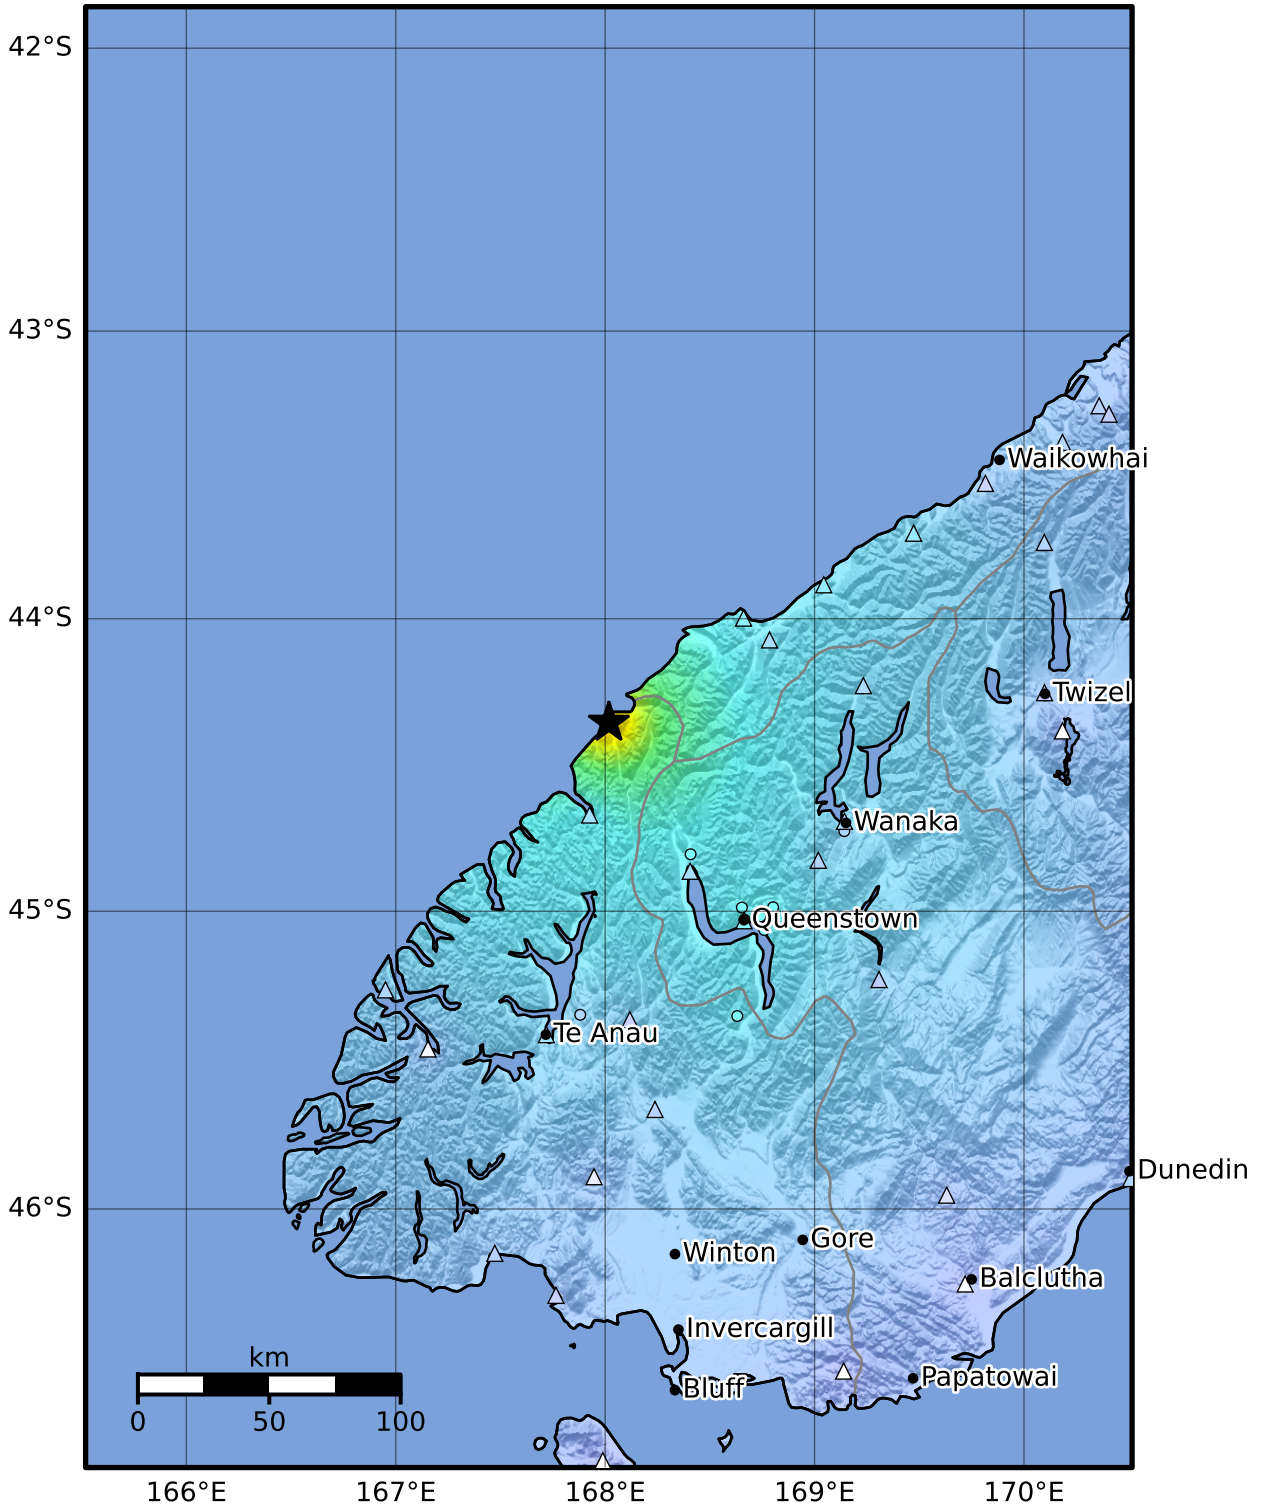 42°S
43°S
Waikowhai
44°S
Twizel
Wanaka
45°S
Queenstown
Te Anau
Dunedin
46°S
Gore
Winton
Balclutha
Invercargill
km
Papatowai
Bluff
0 50 100
166°E 167°E 168°E 169°E 170°E